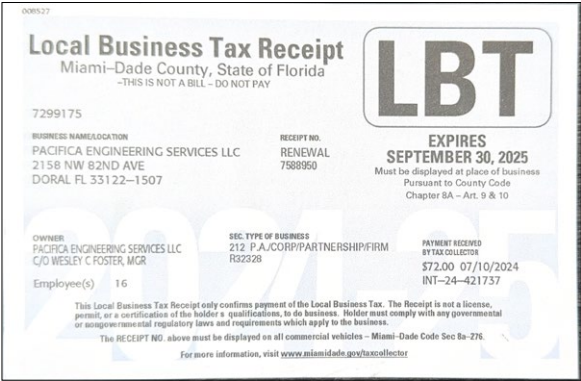 008527
Local Business Tax Receipt
Miami–Dade County, State of Florida
–THIS IS NOT A BILL – DO NOT PAY
LBT
7299175
BUSINESS NAME/LOCATION
PACIFICA ENGINEERING SERVICES LLC
2158 NW 82ND AVE
DORAL FL 33122–1507
RECEIPT NO.
RENEWAL
7588950
EXPIRES
SEPTEMBER 30, 2025
Must be displayed at place of business
Pursuant to County Code
Chapter 8A – Art. 9 & 10
2024-25
OWNER
PACIFICA ENGINEERING SERVICES LLC
C/O WESLEY C FOSTER, MGR
Employee(s) 16
SEC. TYPE OF BUSINESS
212 P.A./CORP/PARTNERSHIP/FIRM
R32328
PAYMENT RECEIVED
BY TAX COLLECTOR
$72.00 07/10/2024
INT–24–421737
This Local Business Tax Receipt only confirms payment of the Local Business Tax. The Receipt is not a license,
permit, or a certification of the holder s qualifications, to do business. Holder must comply with any governmental
or nongovernmental regulatory laws and requirements which apply to the business.
The RECEIPT NO. above must be displayed on all commercial vehicles – Miami–Dade Code Sec 8a–276.
For more information, visit www.miamidade.gov/taxcollector